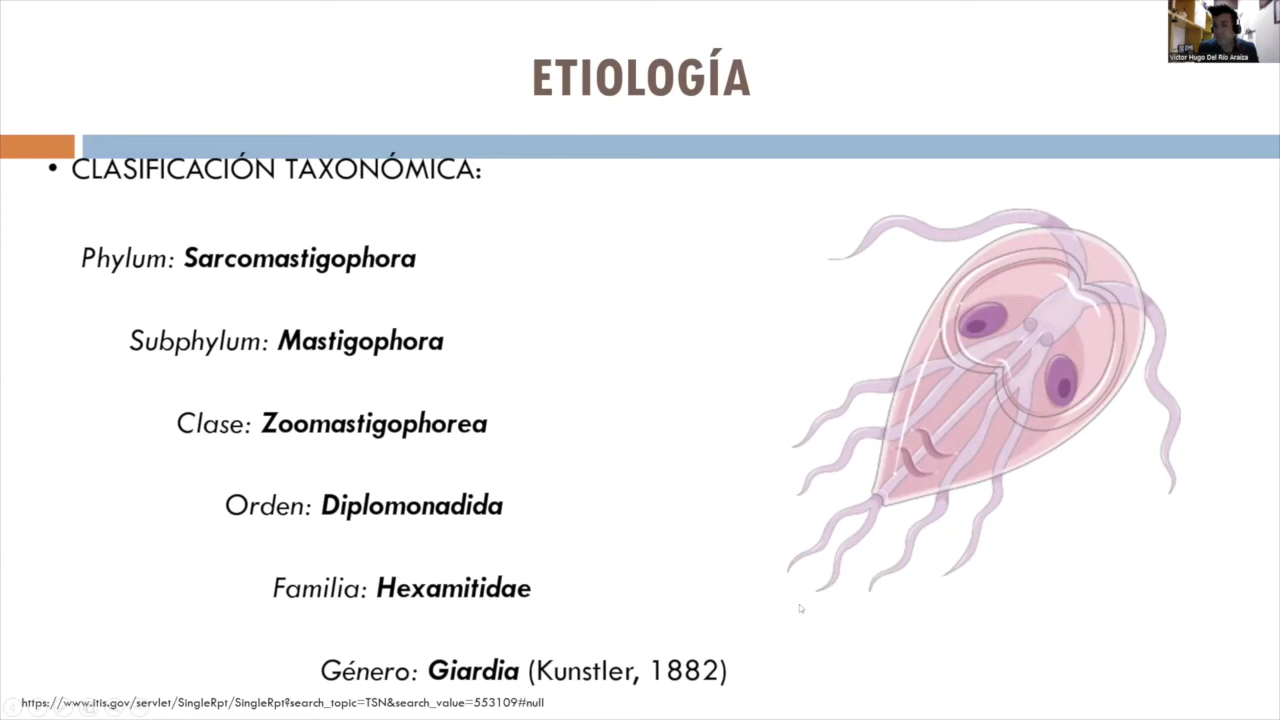 Victor Hugo Del Río Araiza
ETIOLOGÍA
• CLASIFICACIÓN TAXONÓMICA:
Phylum: Sarcomastigophora
Subphylum: Mastigophora
Clase: Zoomastigophorea
Orden: Diplomonadida
Familia: Hexamitidae
Género: Giardia (Kunstler, 1882)
https://www.itis.gov/servlet/SingleRpt/SingleRpt?search_topic=TSN&search_value=553109#null